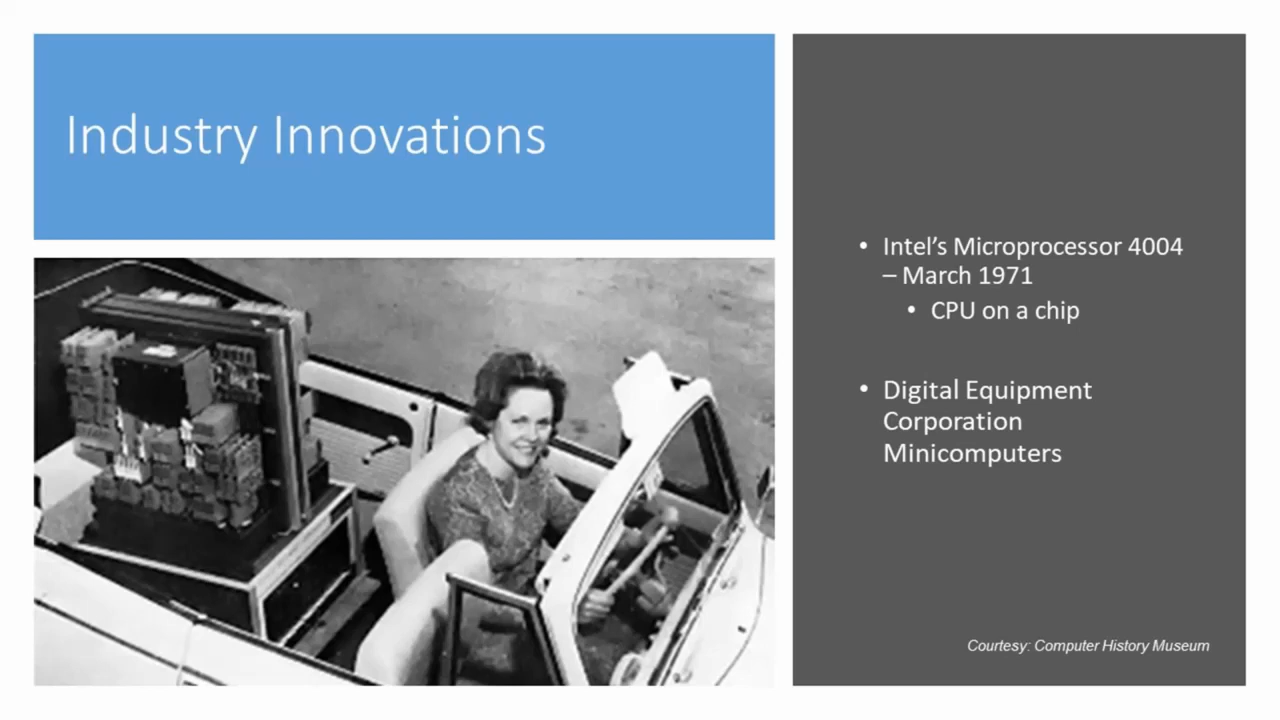 Industry Innovations
• Intel’s Microprocessor 4004
– March 1971
• CPU on a chip
• Digital Equipment
Corporation
Minicomputers
Courtesy: Computer History Museum